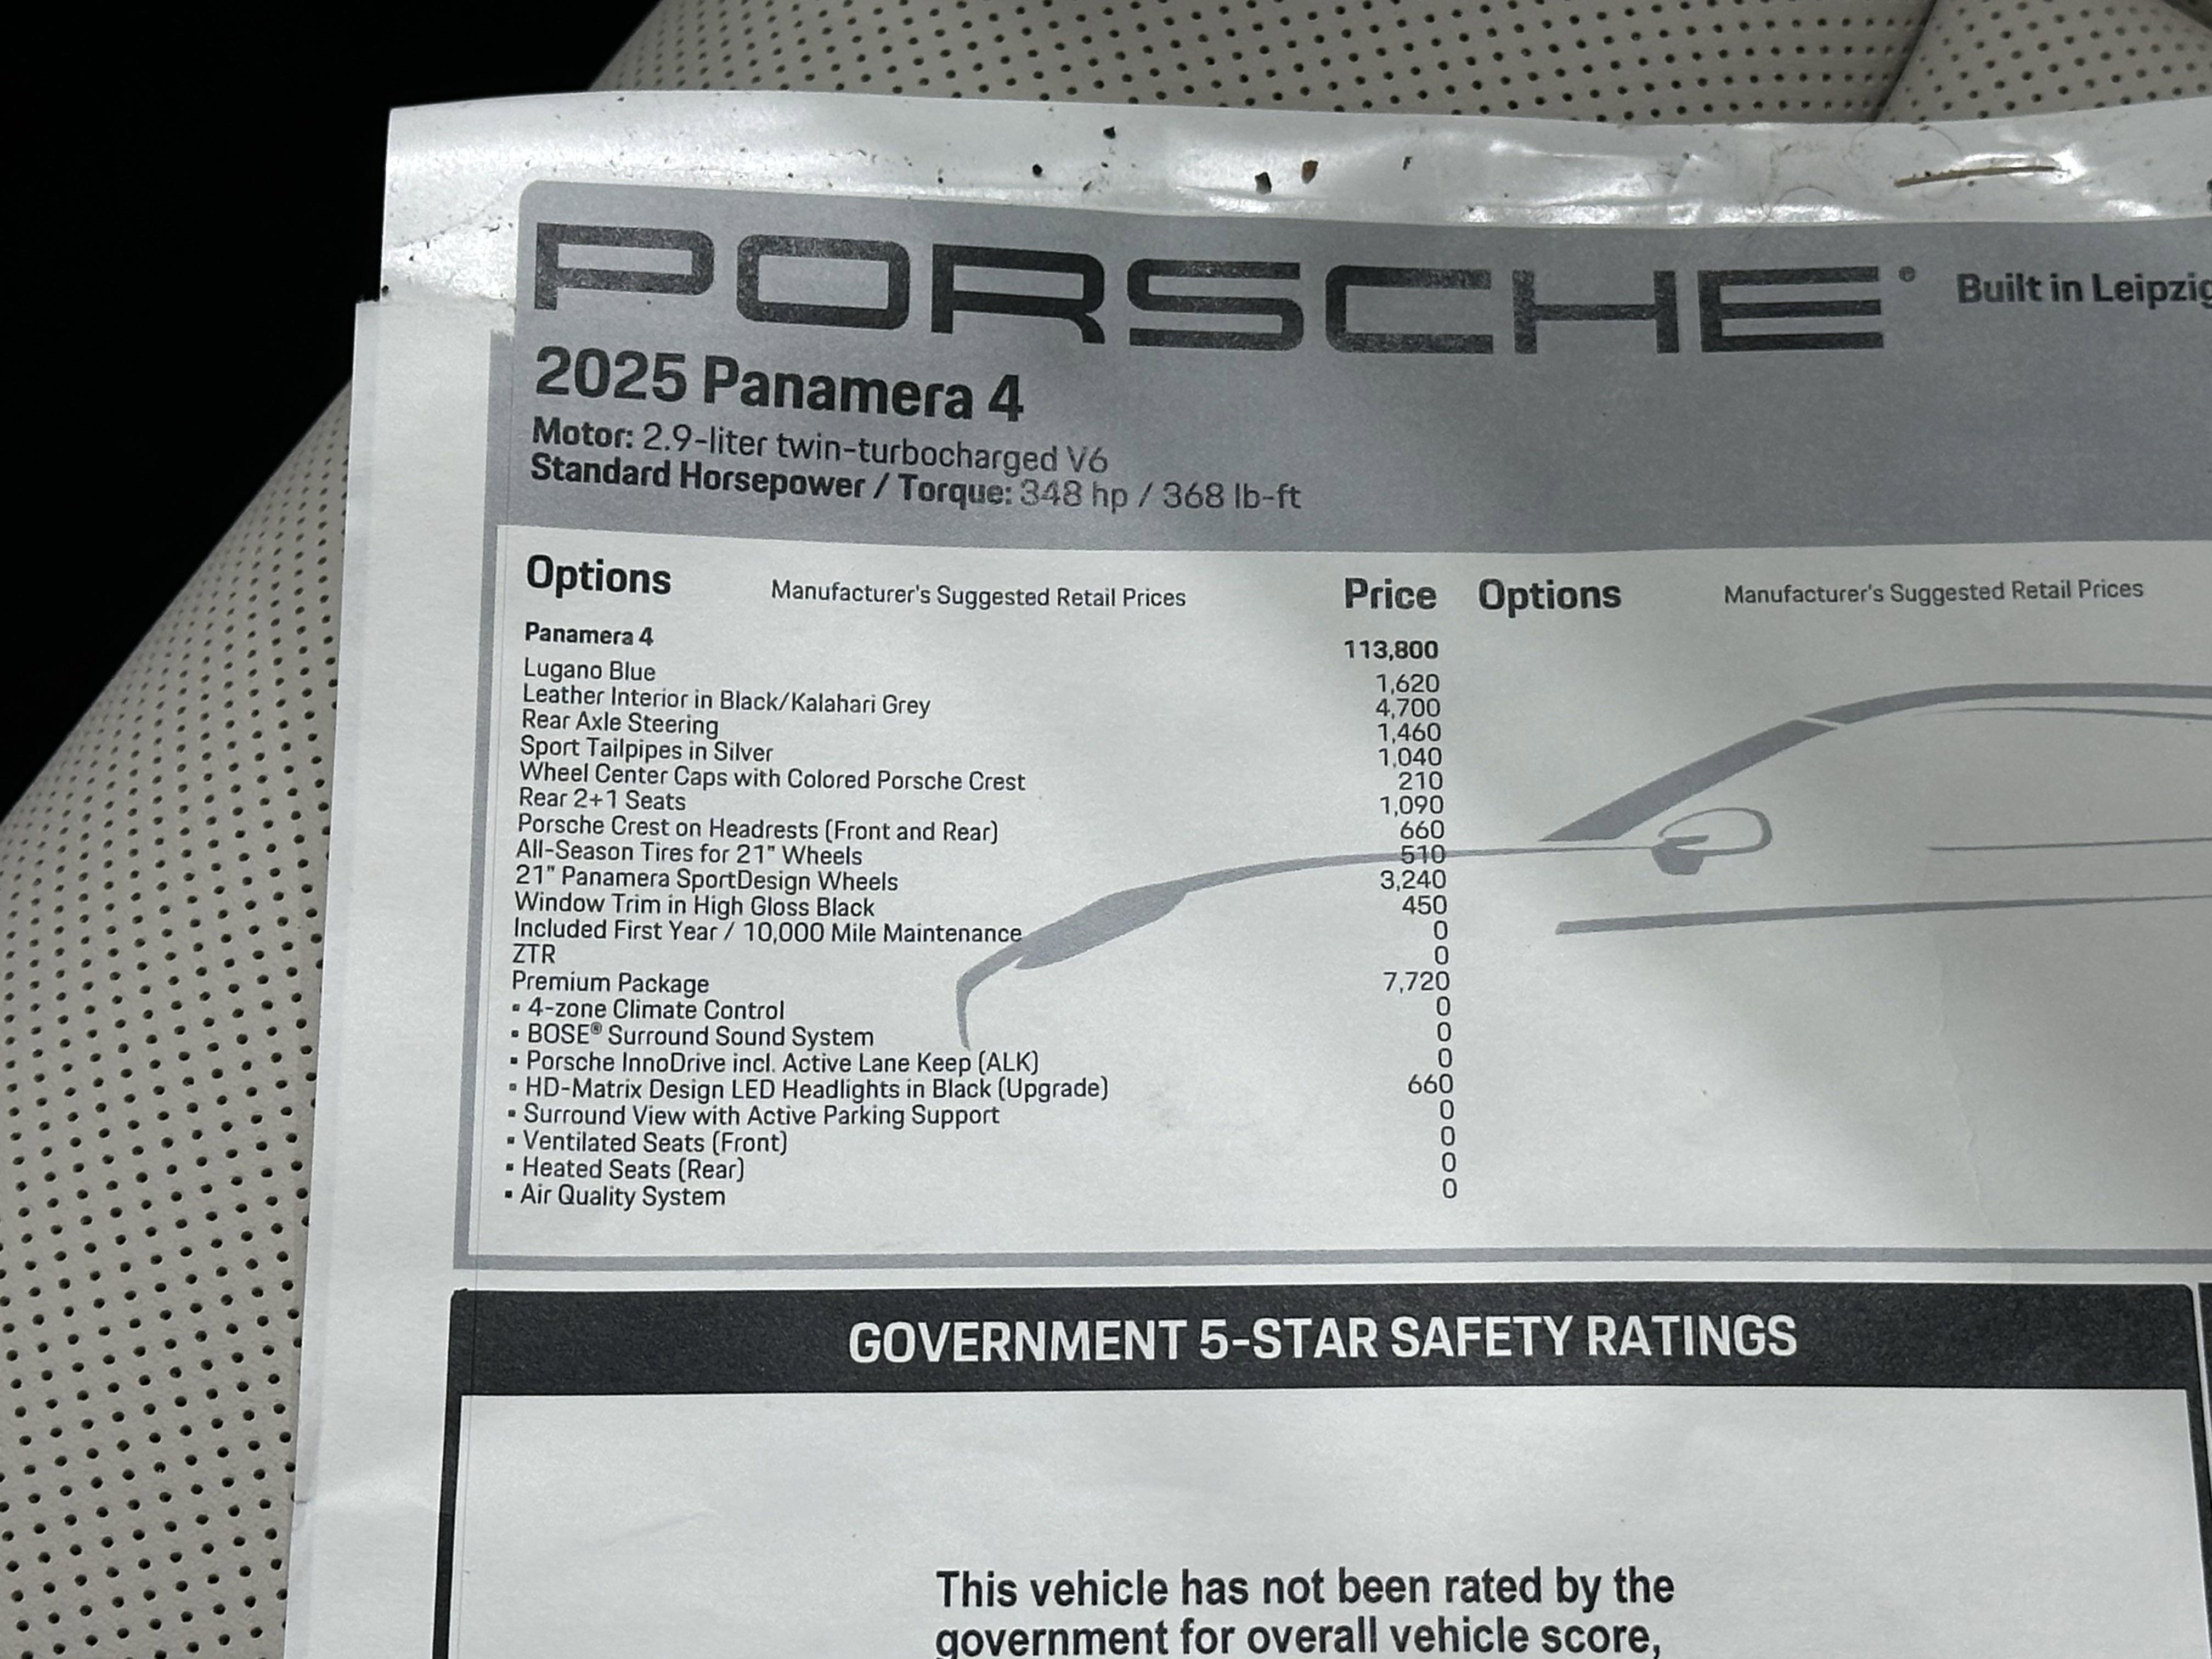 PORSCHE® Built in Leipzig
2025 Panamera 4
Motor: 2.9-liter twin-turbocharged V6
Standard Horsepower / Torque: 348 hp / 368 lb-ft
Options Manufacturer's Suggested Retail Prices Price Options Manufacturer's Suggested Retail Prices
Panamera 4 113,800
Lugano Blue 1,620
Leather Interior in Black/Kalahari Grey 4,700
Rear Axle Steering 1,460
Sport Tailpipes in Silver 1,040
Wheel Center Caps with Colored Porsche Crest 210
Rear 2+1 Seats 1,090
Porsche Crest on Headrests (Front and Rear) 660
All-Season Tires for 21" Wheels 510
21" Panamera SportDesign Wheels 3,240
Window Trim in High Gloss Black 450
Included First Year / 10,000 Mile Maintenance 0
ZTR 0
Premium Package 7,720
▪ 4-zone Climate Control 0
▪ BOSE® Surround Sound System 0
▪ Porsche InnoDrive incl. Active Lane Keep (ALK) 0
▪ HD-Matrix Design LED Headlights in Black (Upgrade) 660
▪ Surround View with Active Parking Support 0
▪ Ventilated Seats (Front) 0
▪ Heated Seats (Rear) 0
▪ Air Quality System 0
GOVERNMENT 5-STAR SAFETY RATINGS
This vehicle has not been rated by the
government for overall vehicle score,